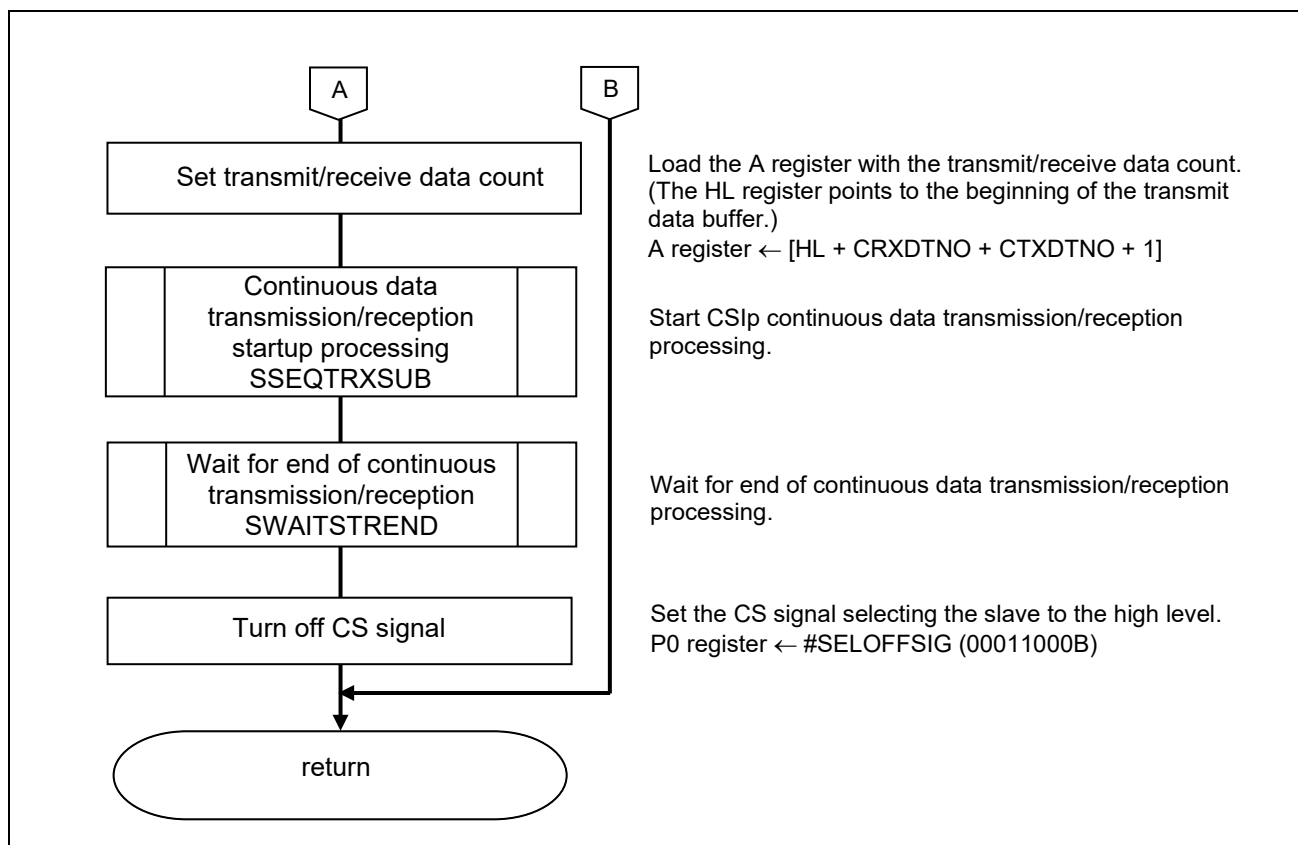 A
B
Set transmit/receive data count
Load the A register with the transmit/receive data count.
(The HL register points to the beginning of the transmit
data buffer.)
A register ← [HL + CRXDTNO + CTXDTNO + 1]
Continuous data
transmission/reception
startup processing
SSEQTRXSUB
Start CSIp continuous data transmission/reception
processing.
Wait for end of continuous
transmission/reception
SWAITSTREND
Wait for end of continuous data transmission/reception
processing.
Turn off CS signal
Set the CS signal selecting the slave to the high level.
P0 register ← #SELOFFSIG (00011000B)
return